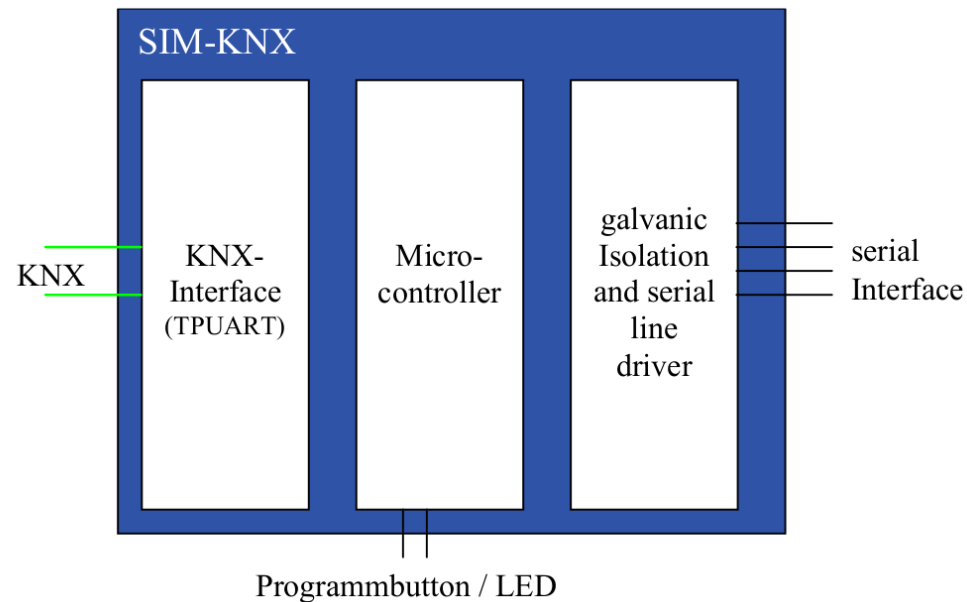 SIM-KNX
KNX
KNX-
Interface
(TPUART)
Micro-
controller
galvanic
Isolation
and serial
line
driver
serial
Interface
Programmbutton / LED